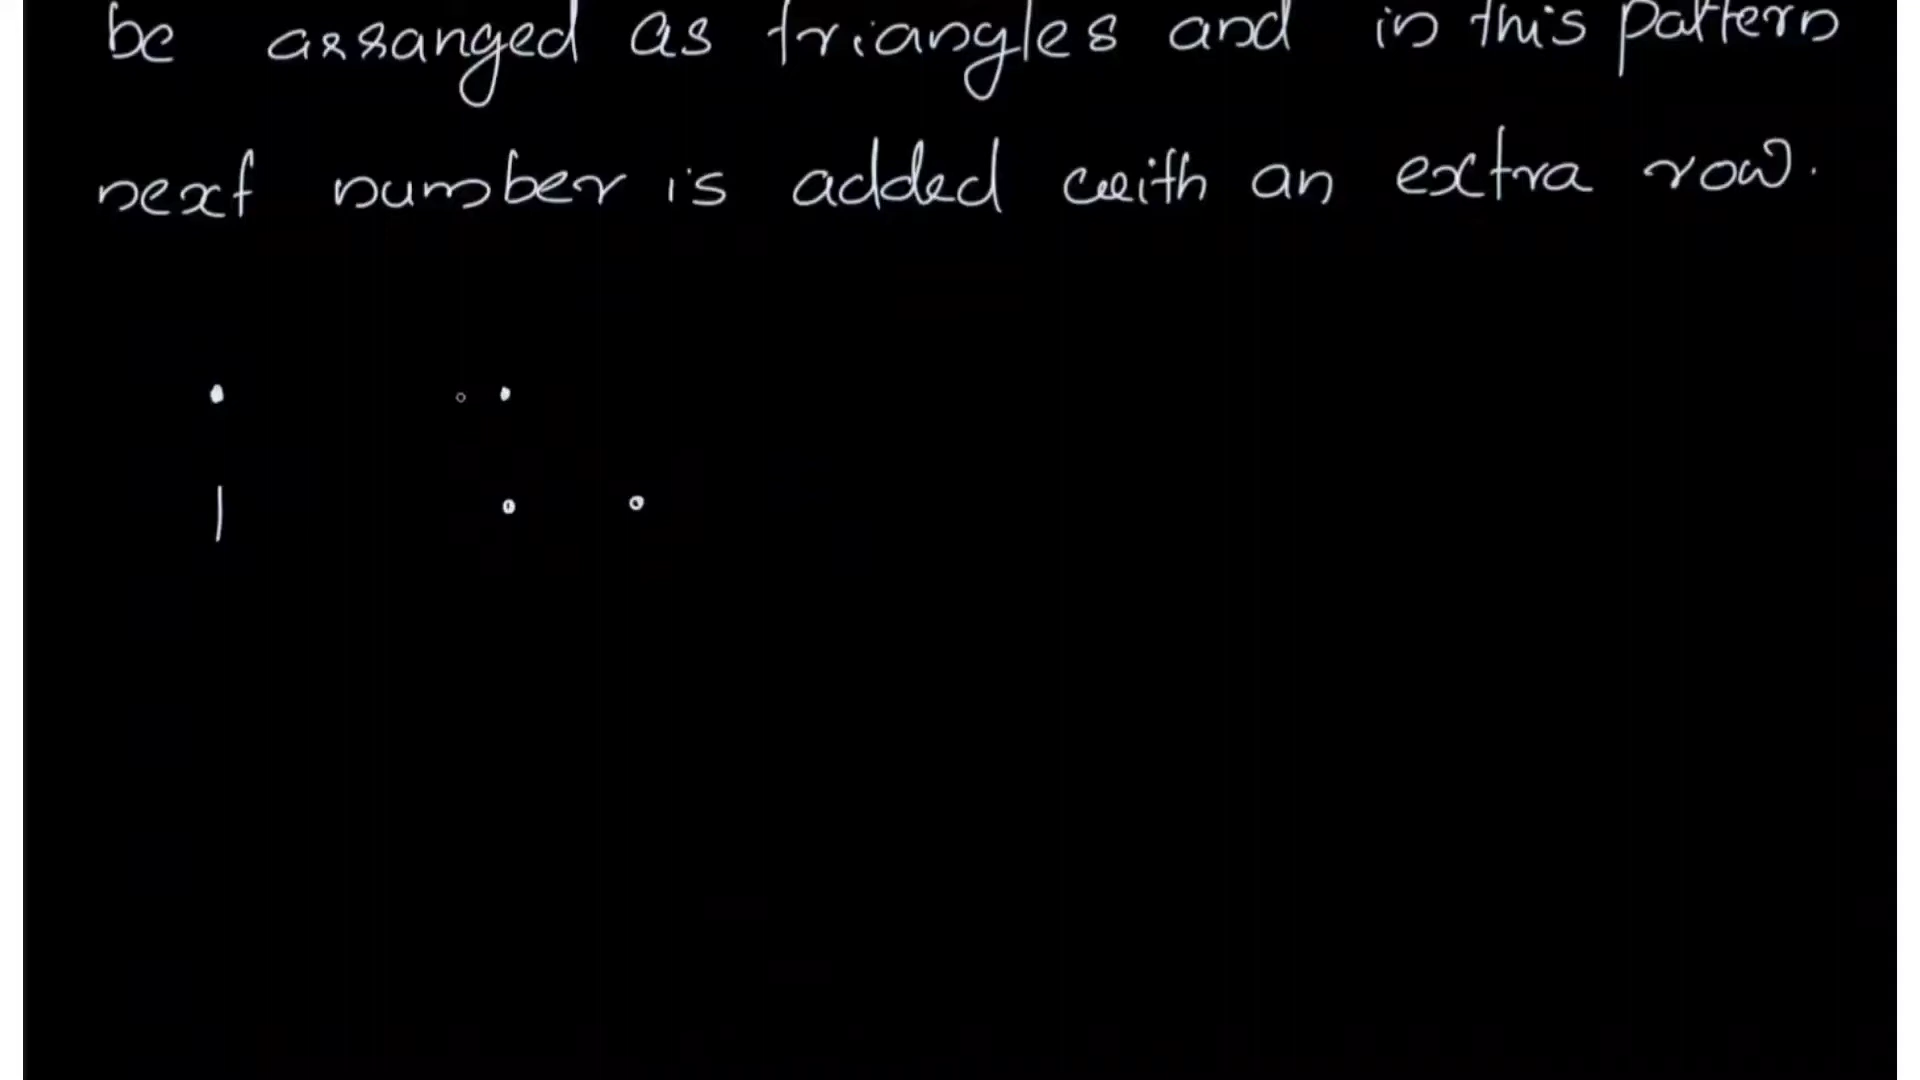 be arranged as triangles and in this pattern
next number is added with an extra row.
1